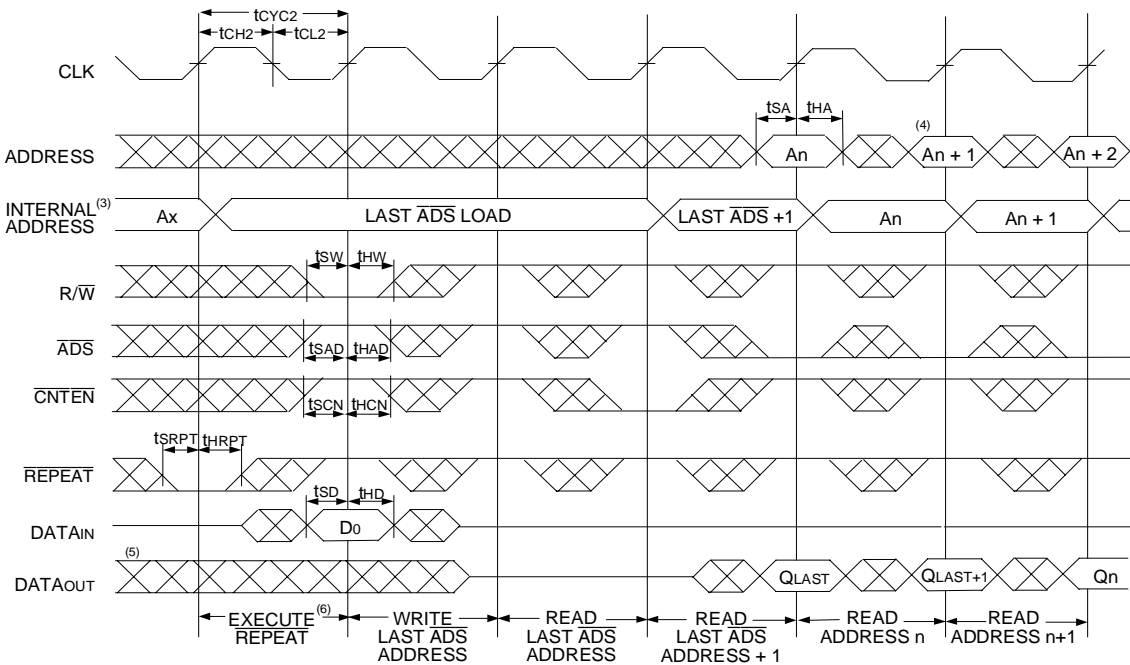 tCYC2
tCH2 tCL2
CLK
tSA tHA
(4)
ADDRESS An An + 1 An + 2
INTERNAL(3)
ADDRESS
Ax LAST ADS LOAD LAST ADS +1 An An + 1
tSW tHW
R/W
tSAD tHAD
ADS
CNTEN
tSCN tHCN
tSRPT tHRPT
REPEAT
tSD tHD
DATAIN D0
(5)
DATAOUT QLAST QLAST+1 Qn
EXECUTE(6)
REPEAT
WRITE
LAST ADS
ADDRESS
READ
LAST ADS
ADDRESS
READ
LAST ADS
ADDRESS + 1
READ
ADDRESS n
READ
ADDRESS n+1